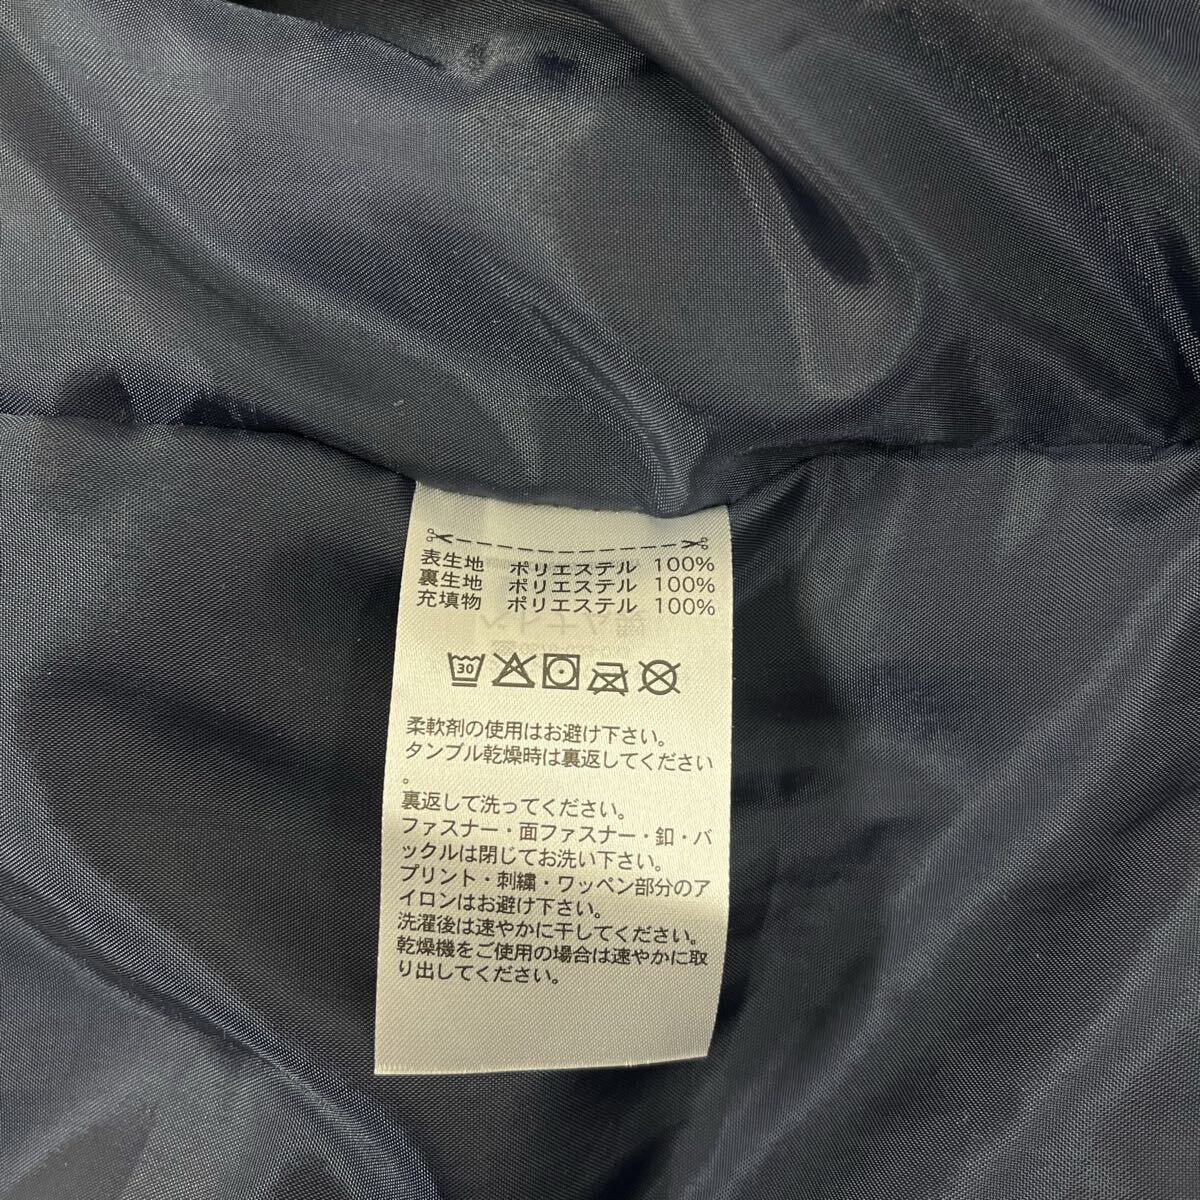 表生地 ポリエステル 100%
裏生地 ポリエステル 100%
充填物 ポリエステル 100%
30
柔軟剤の使用はお避け下さい。
タンブル乾燥時は裏返してください
。
裏返して洗ってください。
ファスナー・面ファスナー・釦・バ
ックルは閉じてお洗い下さい。
プリント・刺繍・ワッペン部分のア
イロンはお避け下さい。
洗濯後は速やかに干してください。
乾燥機をご使用の場合は速やかに取
り出してください。